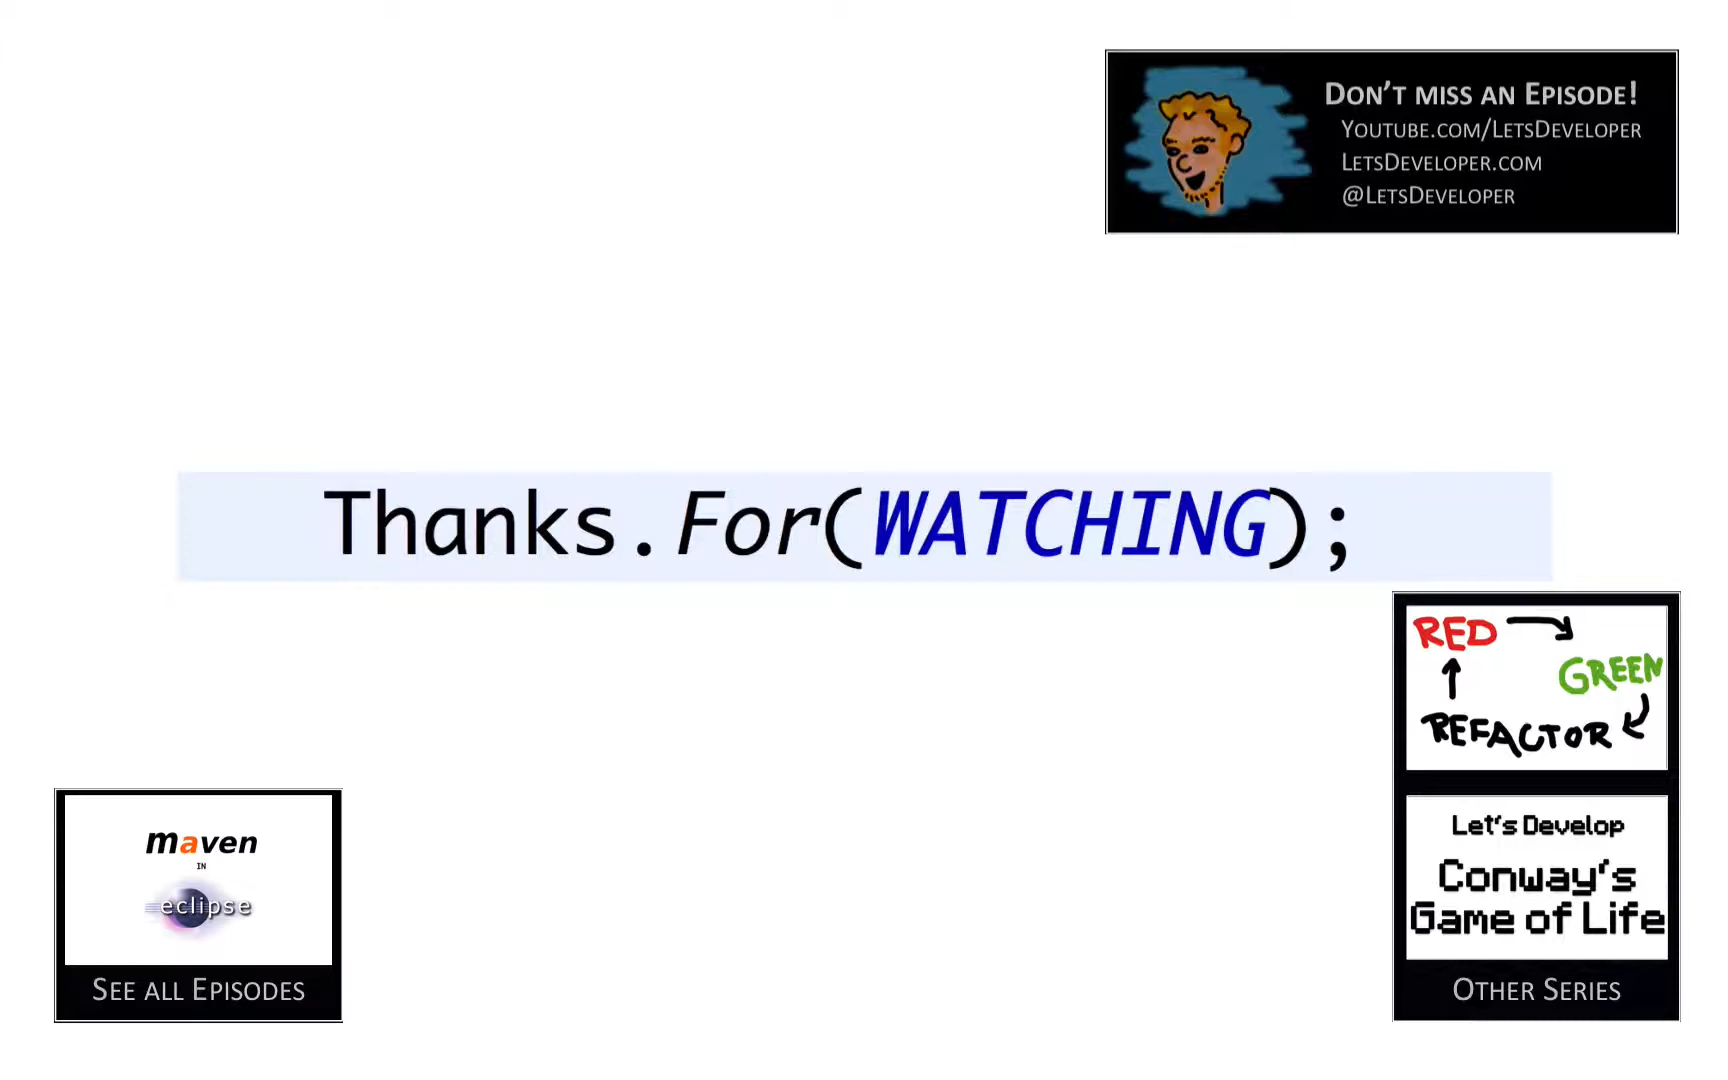 DON'T MISS AN EPISODE!
YOUTUBE.COM/LETSDEVELOPER
LETSDEVELOPER.COM
@LETSDEVELOPER
Thanks.For(WATCHING);
RED
GREEN
REFACTOR
maven
IN
eclipse
SEE ALL EPISODES
Let's Develop
Conway's
Game of Life
OTHER SERIES